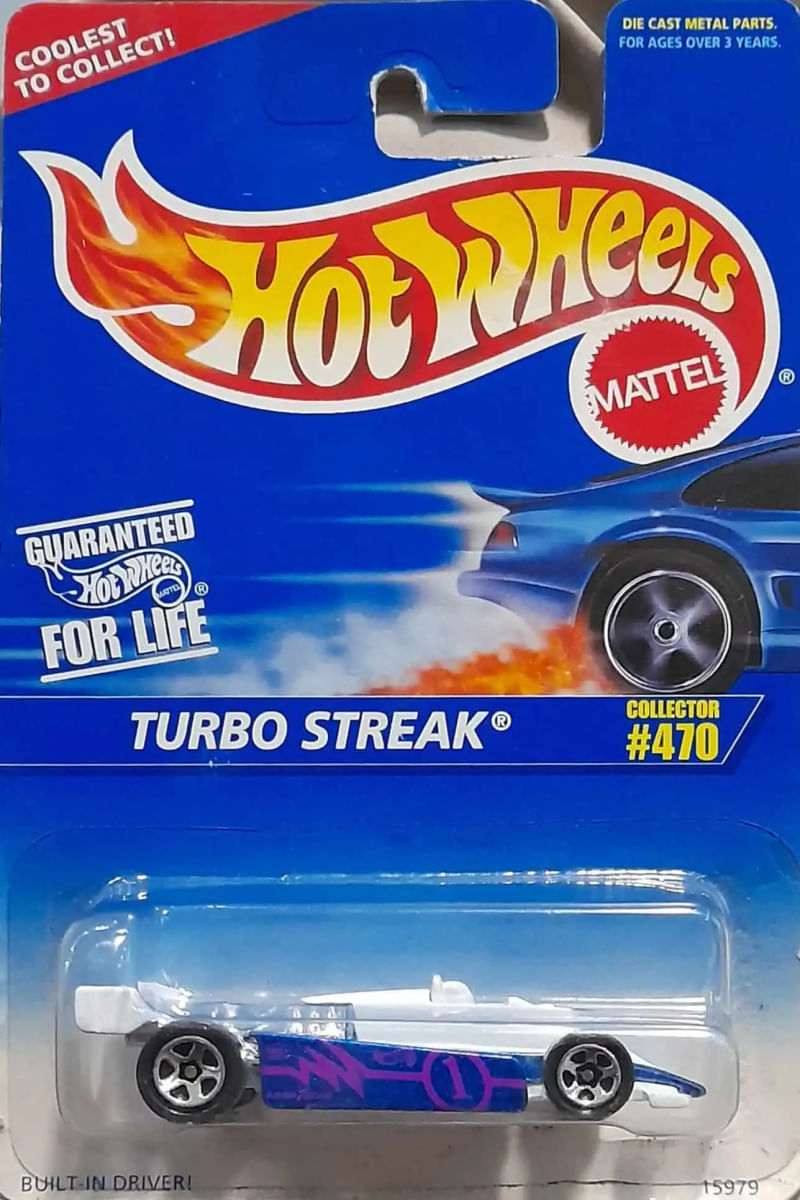 COOLEST
TO COLLECT!
DIE CAST METAL PARTS.
FOR AGES OVER 3 YEARS.
HOT WHEELS
MATTEL
®
GUARANTEED
HOT WHEELS
MATTEL ®
FOR LIFE
TURBO STREAK®
COLLECTOR
#470
1
BUILT-IN DRIVER!
15979